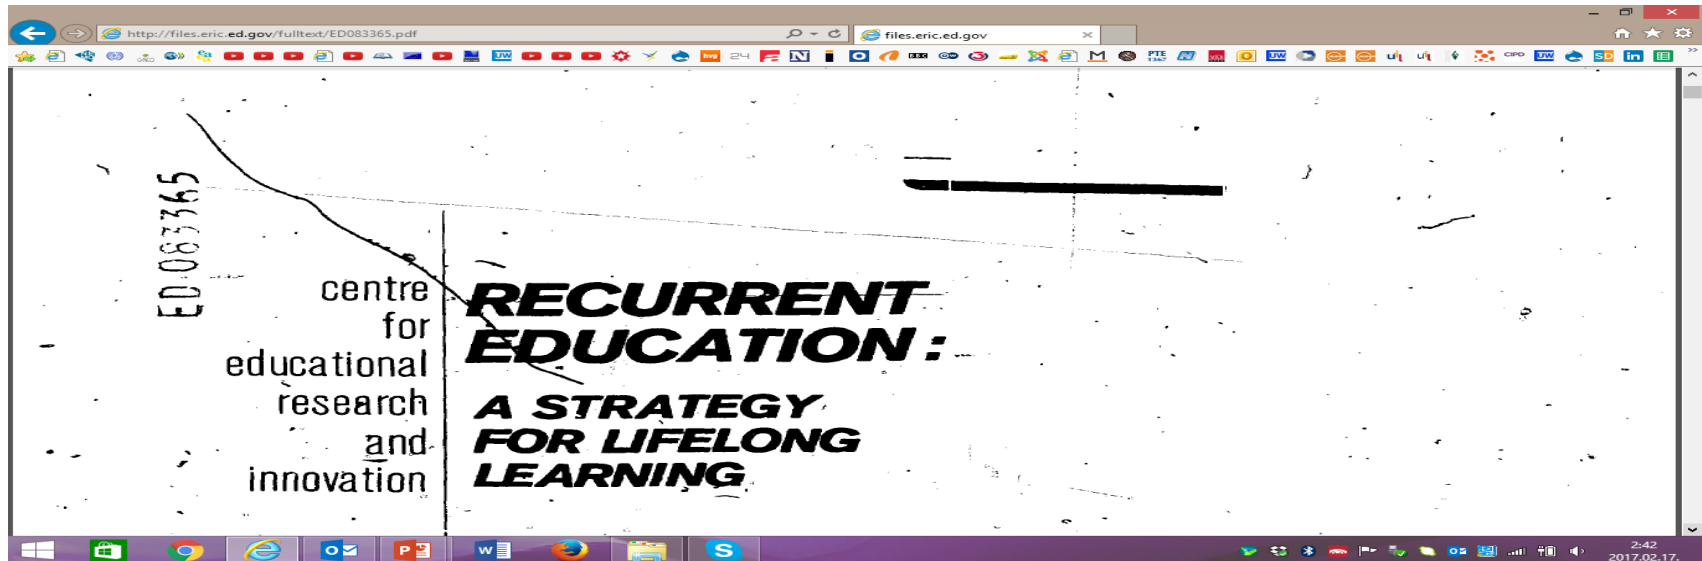 http://files.eric.ed.gov/fulltext/ED083365.pdf
files.eric.ed.gov
ED 083365
centre
for
educational
research
and
innovation
RECURRENT
EDUCATION:
A STRATEGY
FOR LIFELONG
LEARNING
2:42
2017.02.17.